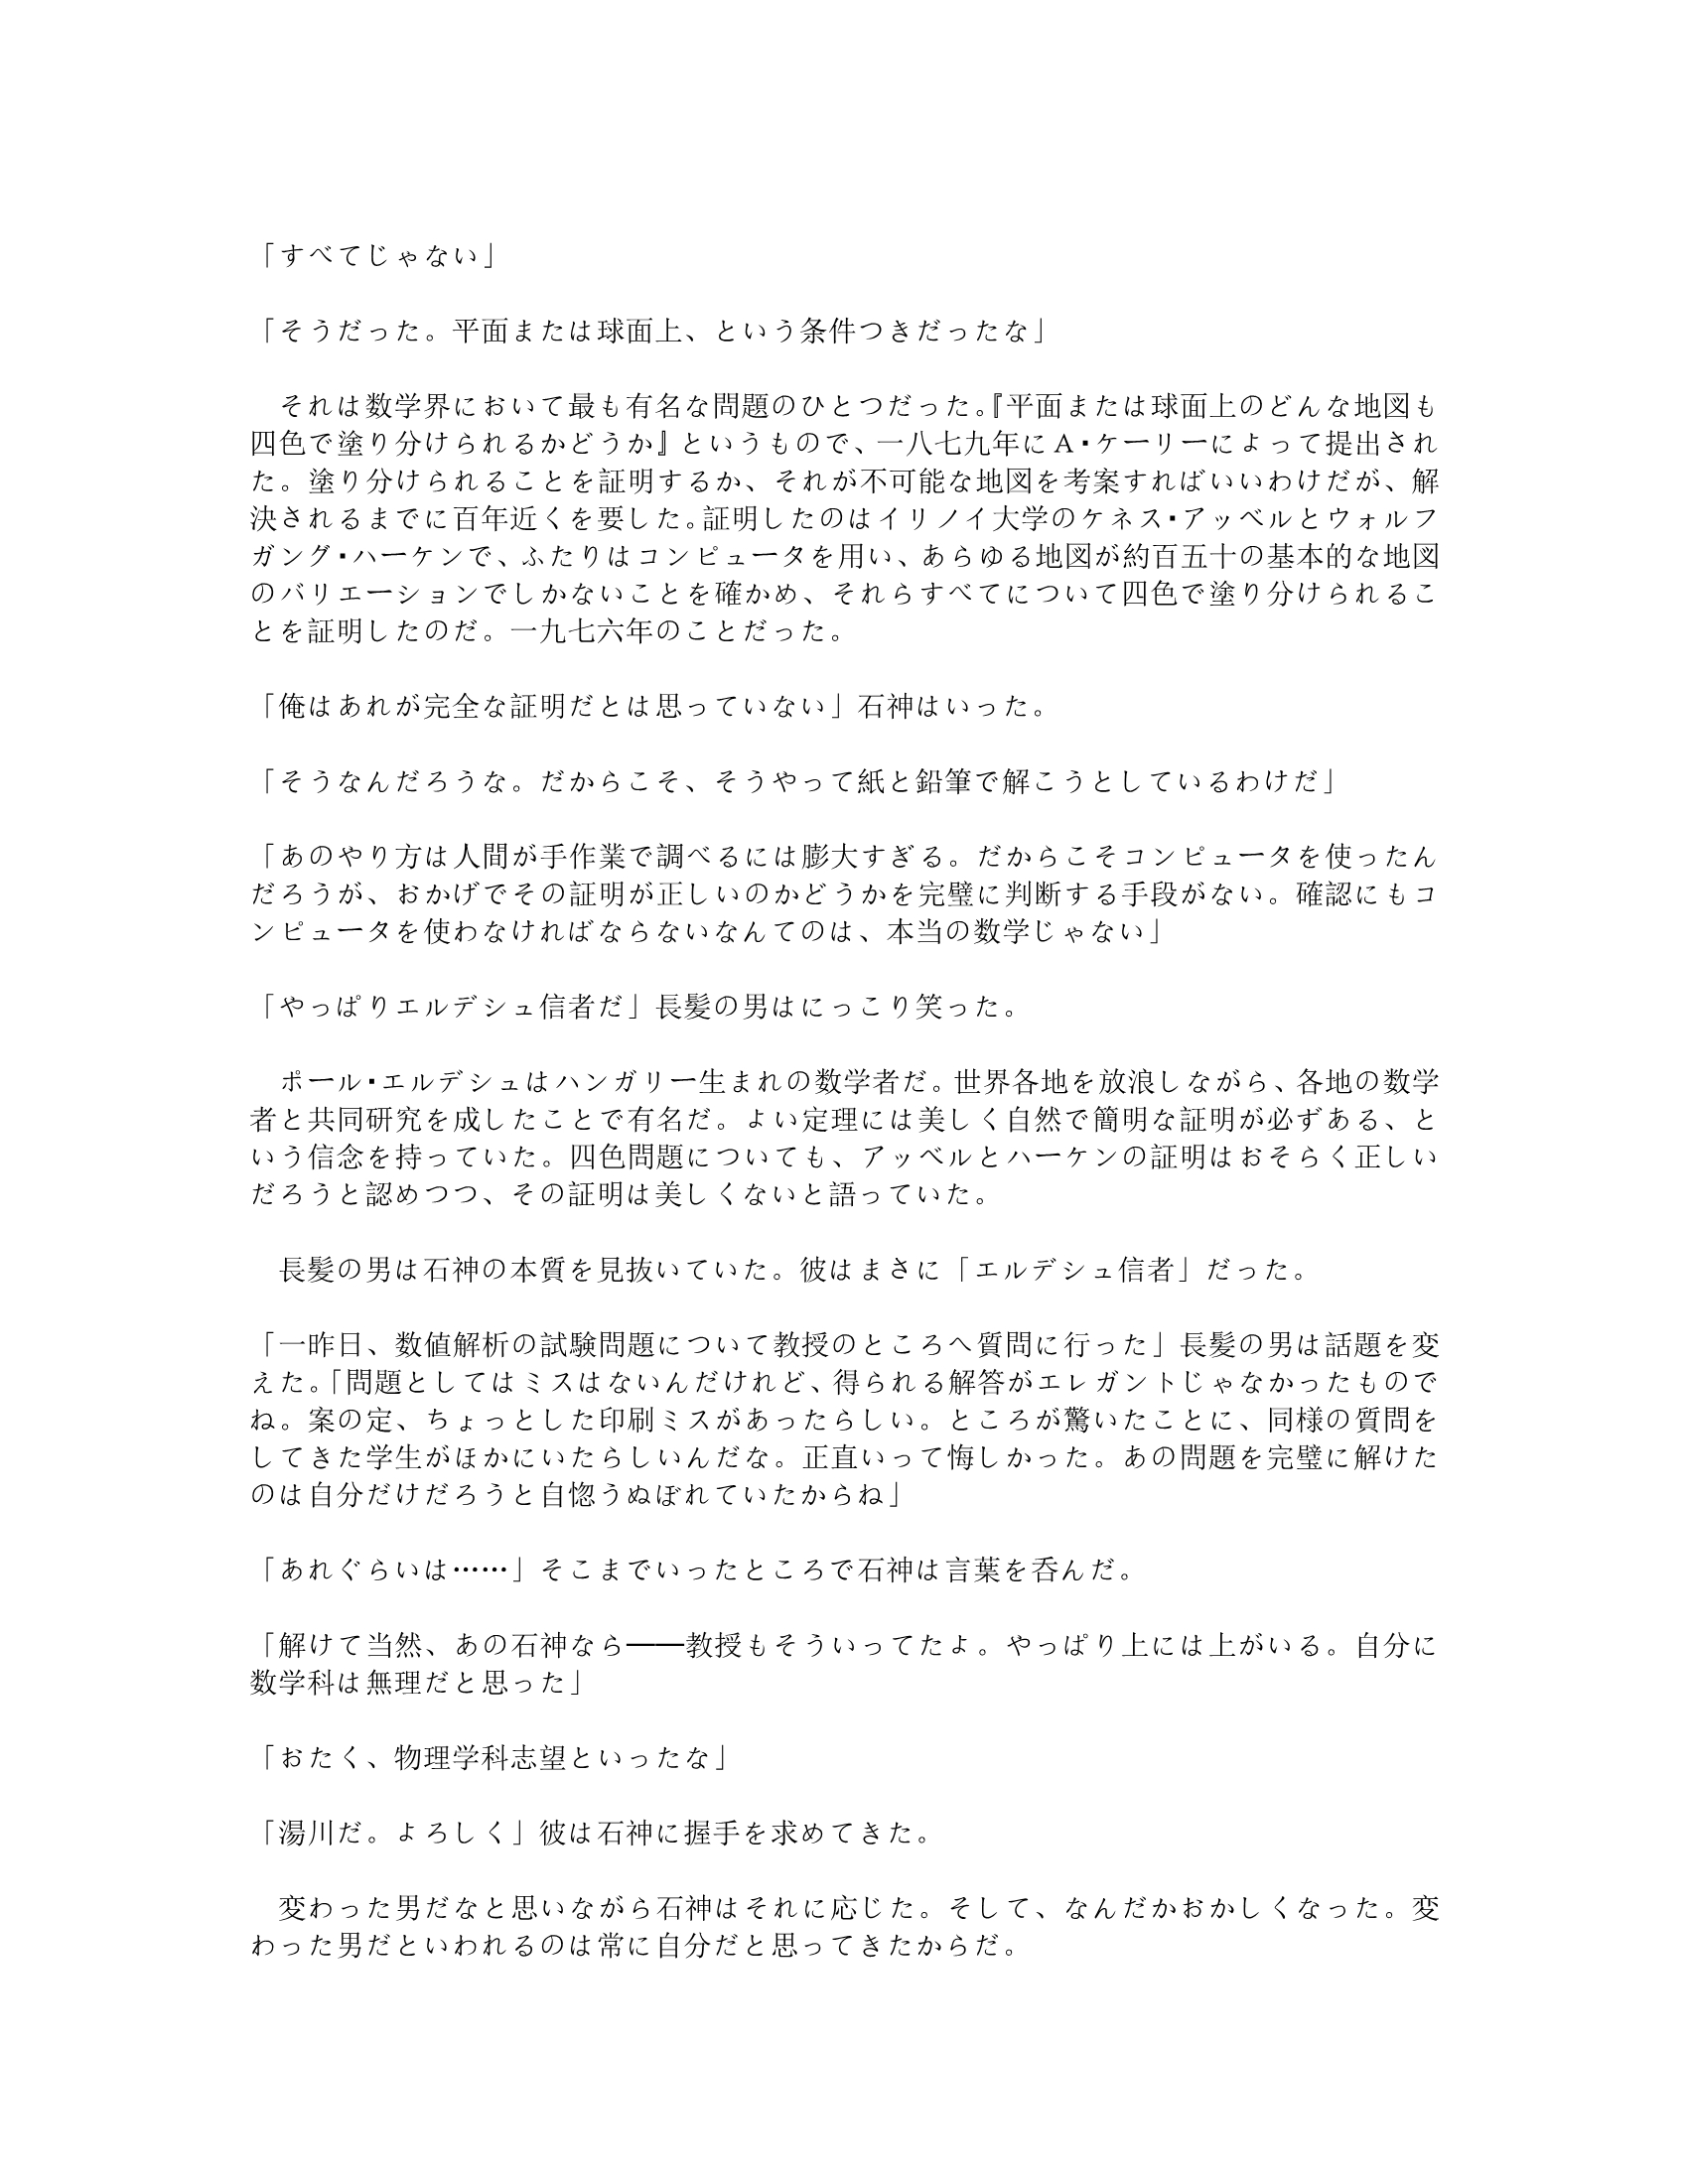 「すべてじゃない」
「そうだった。平面または球面上、という条件つきだったな」
　それは数学界において最も有名な問題のひとつだった。『平面または球面上のどんな地図も
四色で塗り分けられるかどうか』というもので、一八七九年にＡ・ケーリーによって提出され
た。塗り分けられることを証明するか、それが不可能な地図を考案すればいいわけだが、解
決されるまでに百年近くを要した。証明したのはイリノイ大学のケネス・アッベルとウォルフ
ガング・ハーケンで、ふたりはコンピュータを用い、あらゆる地図が約百五十の基本的な地図
のバリエーションでしかないことを確かめ、それらすべてについて四色で塗り分けられるこ
とを証明したのだ。一九七六年のことだった。
「俺はあれが完全な証明だとは思っていない」石神はいった。
「そうなんだろうな。だからこそ、そうやって紙と鉛筆で解こうとしているわけだ」
「あのやり方は人間が手作業で調べるには膨大すぎる。だからこそコンピュータを使ったん
だろうが、おかげでその証明が正しいのかどうかを完璧に判断する手段がない。確認にもコ
ンピュータを使わなければならないなんてのは、本当の数学じゃない」
「やっぱりエルデシュ信者だ」長髪の男はにっこり笑った。
　ポール・エルデシュはハンガリー生まれの数学者だ。世界各地を放浪しながら、各地の数学
者と共同研究を成したことで有名だ。よい定理には美しく自然で簡明な証明が必ずある、と
いう信念を持っていた。四色問題についても、アッベルとハーケンの証明はおそらく正しい
だろうと認めつつ、その証明は美しくないと語っていた。
　長髪の男は石神の本質を見抜いていた。彼はまさに「エルデシュ信者」だった。
「一昨日、数値解析の試験問題について教授のところへ質問に行った」長髪の男は話題を変
えた。「問題としてはミスはないんだけれど、得られる解答がエレガントじゃなかったもので
ね。案の定、ちょっとした印刷ミスがあったらしい。ところが驚いたことに、同様の質問を
してきた学生がほかにいたらしいんだな。正直いって悔しかった。あの問題を完璧に解けた
のは自分だけだろうと自惚うぬぼれていたからね」
「あれぐらいは……」そこまでいったところで石神は言葉を呑んだ。
「解けて当然、あの石神なら――教授もそういってたよ。やっぱり上には上がいる。自分に
数学科は無理だと思った」
「おたく、物理学科志望といったな」
「湯川だ。よろしく」彼は石神に握手を求めてきた。
　変わった男だなと思いながら石神はそれに応じた。そして、なんだかおかしくなった。変
わった男だといわれるのは常に自分だと思ってきたからだ。